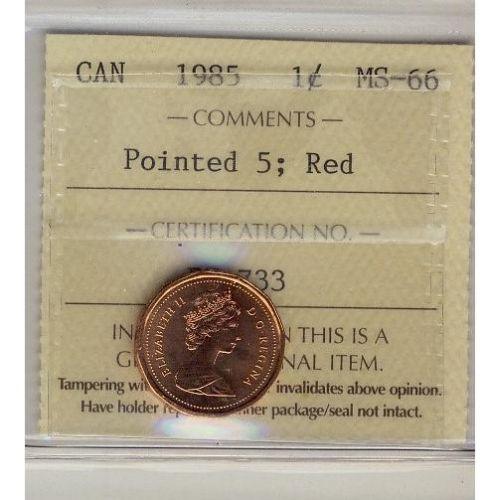 CAN 1985 1¢ MS-66
— COMMENTS —
Pointed 5; Red
— CERTIFICATION NO. —
733
IN THIS IS A
G NAL ITEM.
Tampering wi invalidates above opinion.
Have holder re ner package/seal not intact.
ELIZABETH II D·G·REGINA